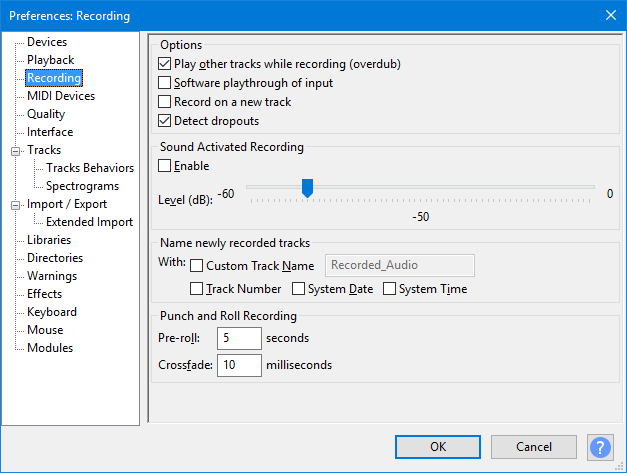 Preferences: Recording
Devices
Playback
Recording
MIDI Devices
Quality
Interface
Tracks
Tracks Behaviors
Spectrograms
Import / Export
Extended Import
Libraries
Directories
Warnings
Effects
Keyboard
Mouse
Modules
Options
Play other tracks while recording (overdub)
Software playthrough of input
Record on a new track
Detect dropouts
Sound Activated Recording
Enable
Level (dB): -60 0
-50
Name newly recorded tracks
With: Custom Track Name Recorded_Audio
Track Number System Date System Time
Punch and Roll Recording
Pre-roll: 5 seconds
Crossfade: 10 milliseconds
OK Cancel ?